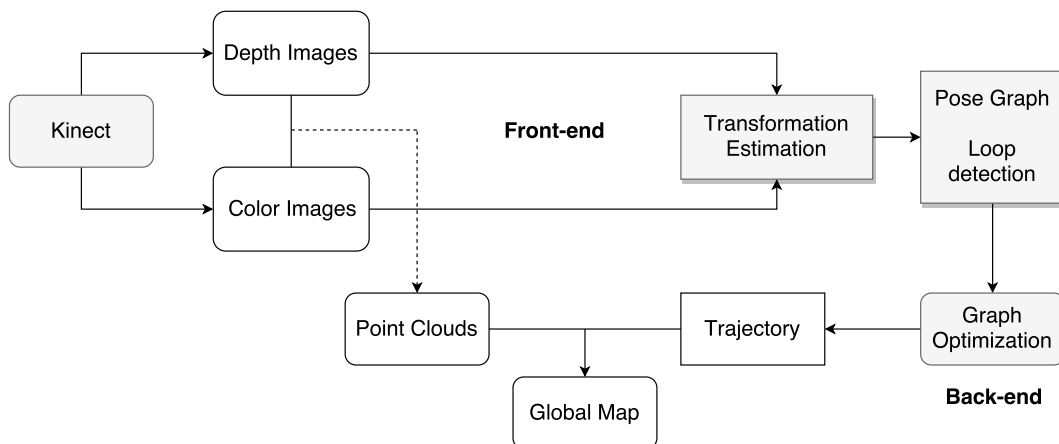 Depth Images
Kinect
Front-end
Transformation
Estimation
Pose Graph
Loop
detection
Color Images
Point Clouds
Trajectory
Graph
Optimization
Global Map
Back-end